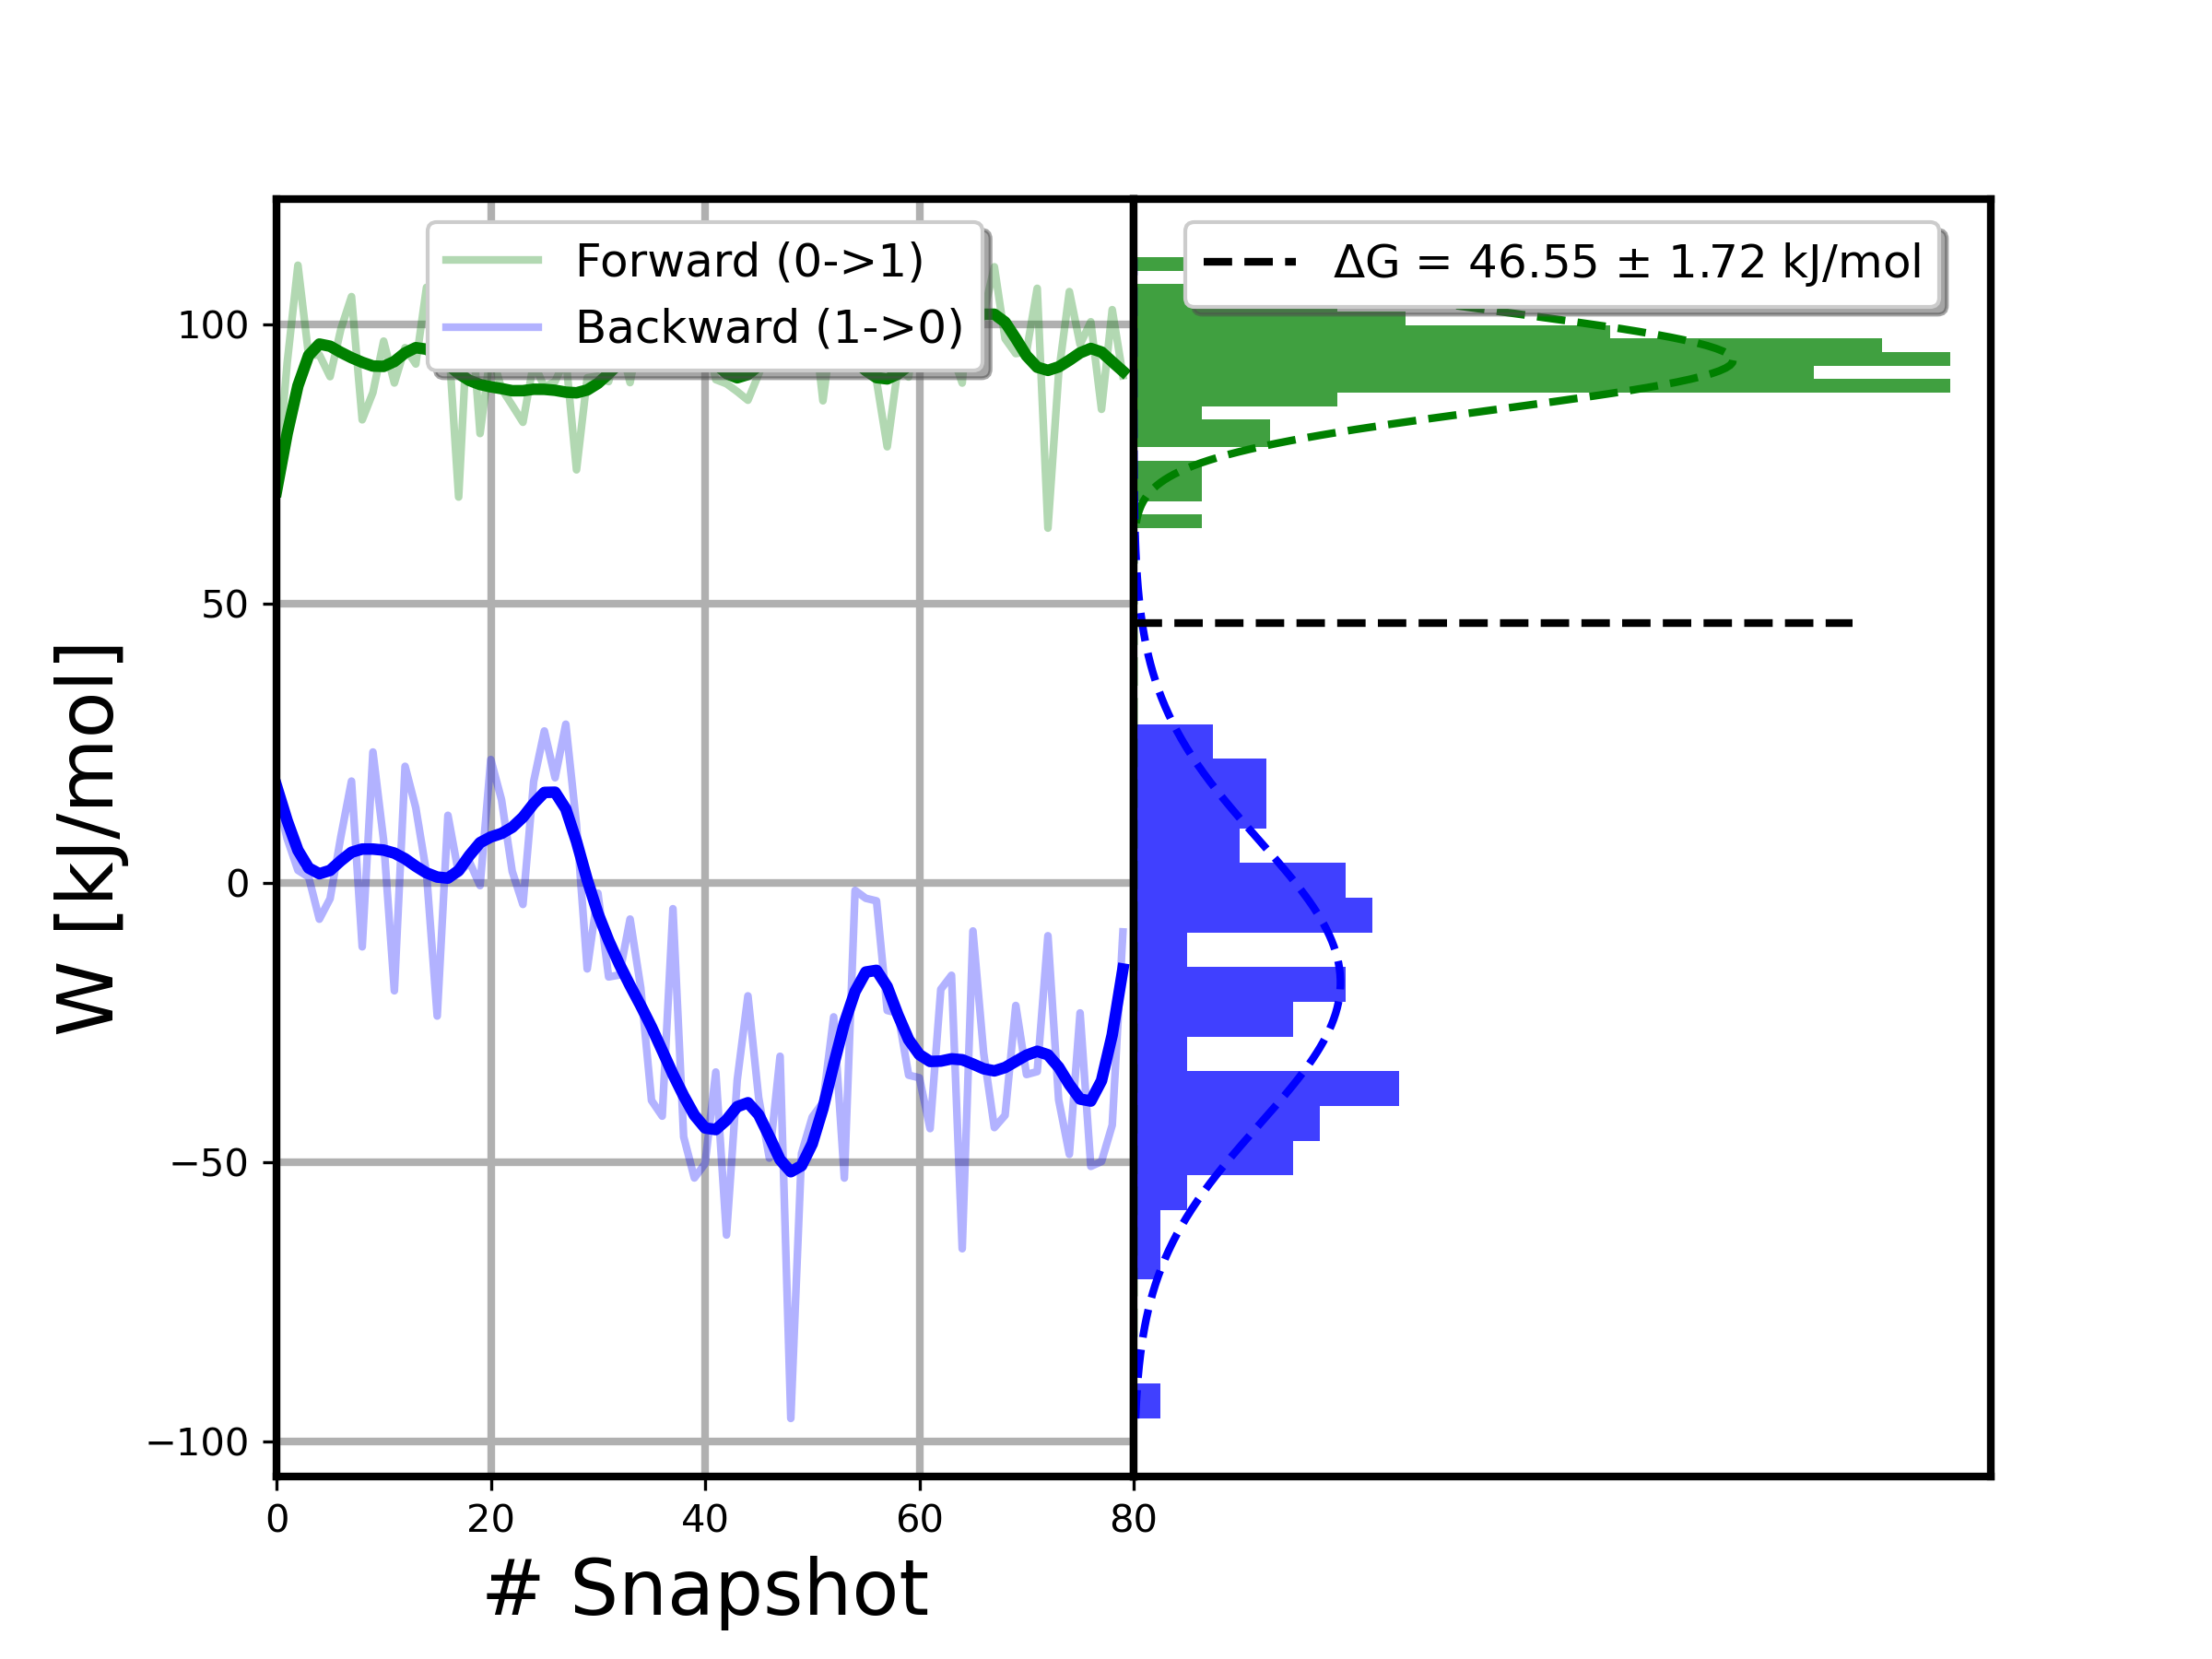 Forward (0->1)
Backward (1->0)
ΔG = 46.55 ± 1.72 kJ/mol
100
50
0
−50
−100
W [kJ/mol]
0 20 40 60 80
# Snapshot